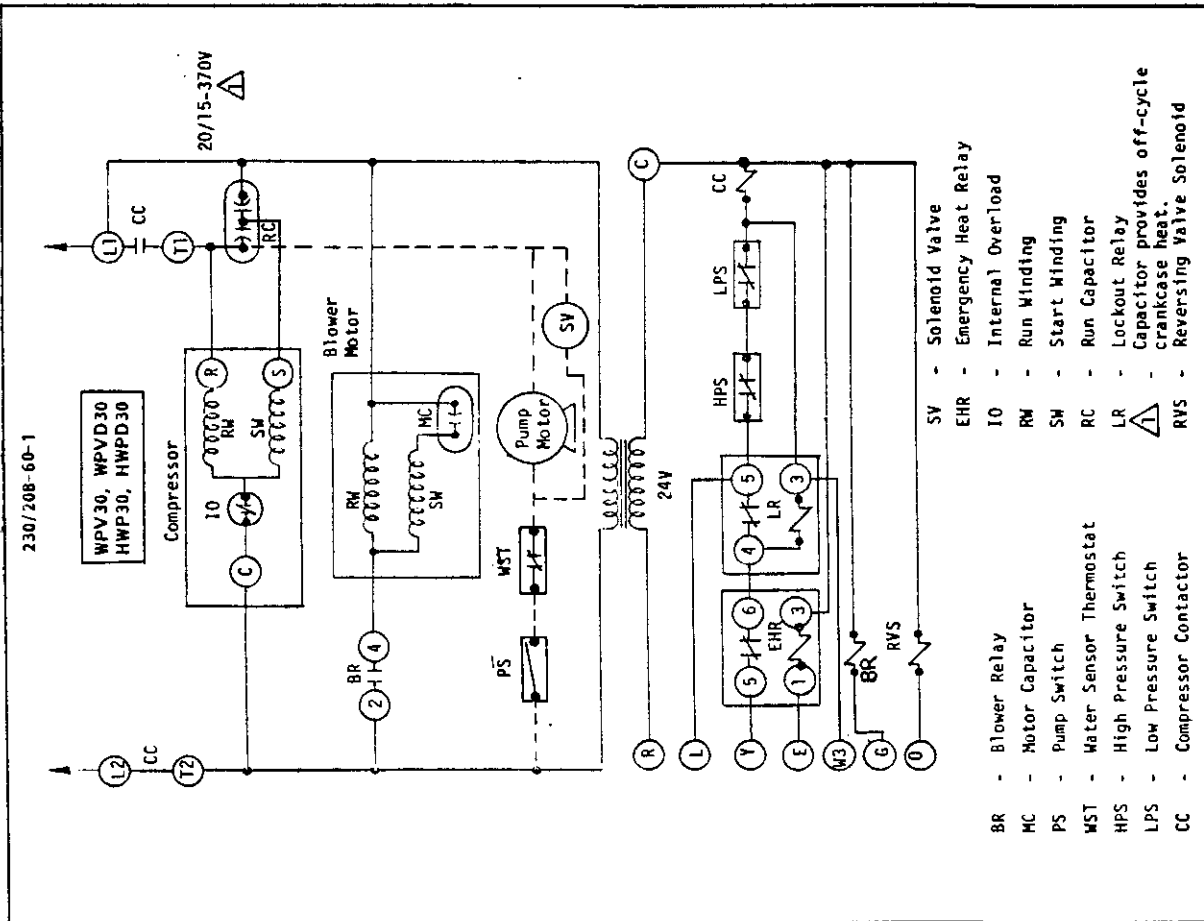 230/208-60-1
WPV30, WPVD30
HWP30, HWPD30
L2
CC
T2
L1
CC
T1
20/15-370V
1
Compressor
C
IO
RW
SW
R
S
RC
Blower
Motor
2
BR
4
RW
SW
MC
PS
WST
Pump
Motor
SV
24V
R
C
L
Y
5
6
4
5
HPS
LPS
CC
E
1
EHR
3
LR
3
W3
G
BR
O
RVS
BR - Blower Relay
MC - Motor Capacitor
PS - Pump Switch
WST - Water Sensor Thermostat
HPS - High Pressure Switch
LPS - Low Pressure Switch
CC - Compressor Contactor
SV - Solenoid Valve
EHR - Emergency Heat Relay
IO - Internal Overload
RW - Run Winding
SW - Start Winding
RC - Run Capacitor
LR - Lockout Relay
1 - Capacitor provides off-cycle
crankcase heat.
RVS - Reversing Valve Solenoid